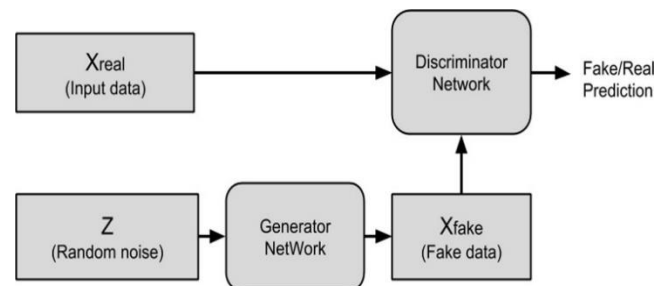 Xreal
(Input data)
Discriminator
Network
Fake/Real
Prediction
Z
(Random noise)
Generator
NetWork
Xfake
(Fake data)